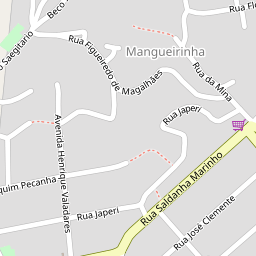 Beco
Saegitario
Rua Figueiredo de Magalhães
Mangueirinha
Rua da Mina
Rua Fl
Rua Japeri
Avenida Henrique Valadares
quim Peçanha
Rua Japeri
Rua Saldanha Marinho
Rua José Clemente